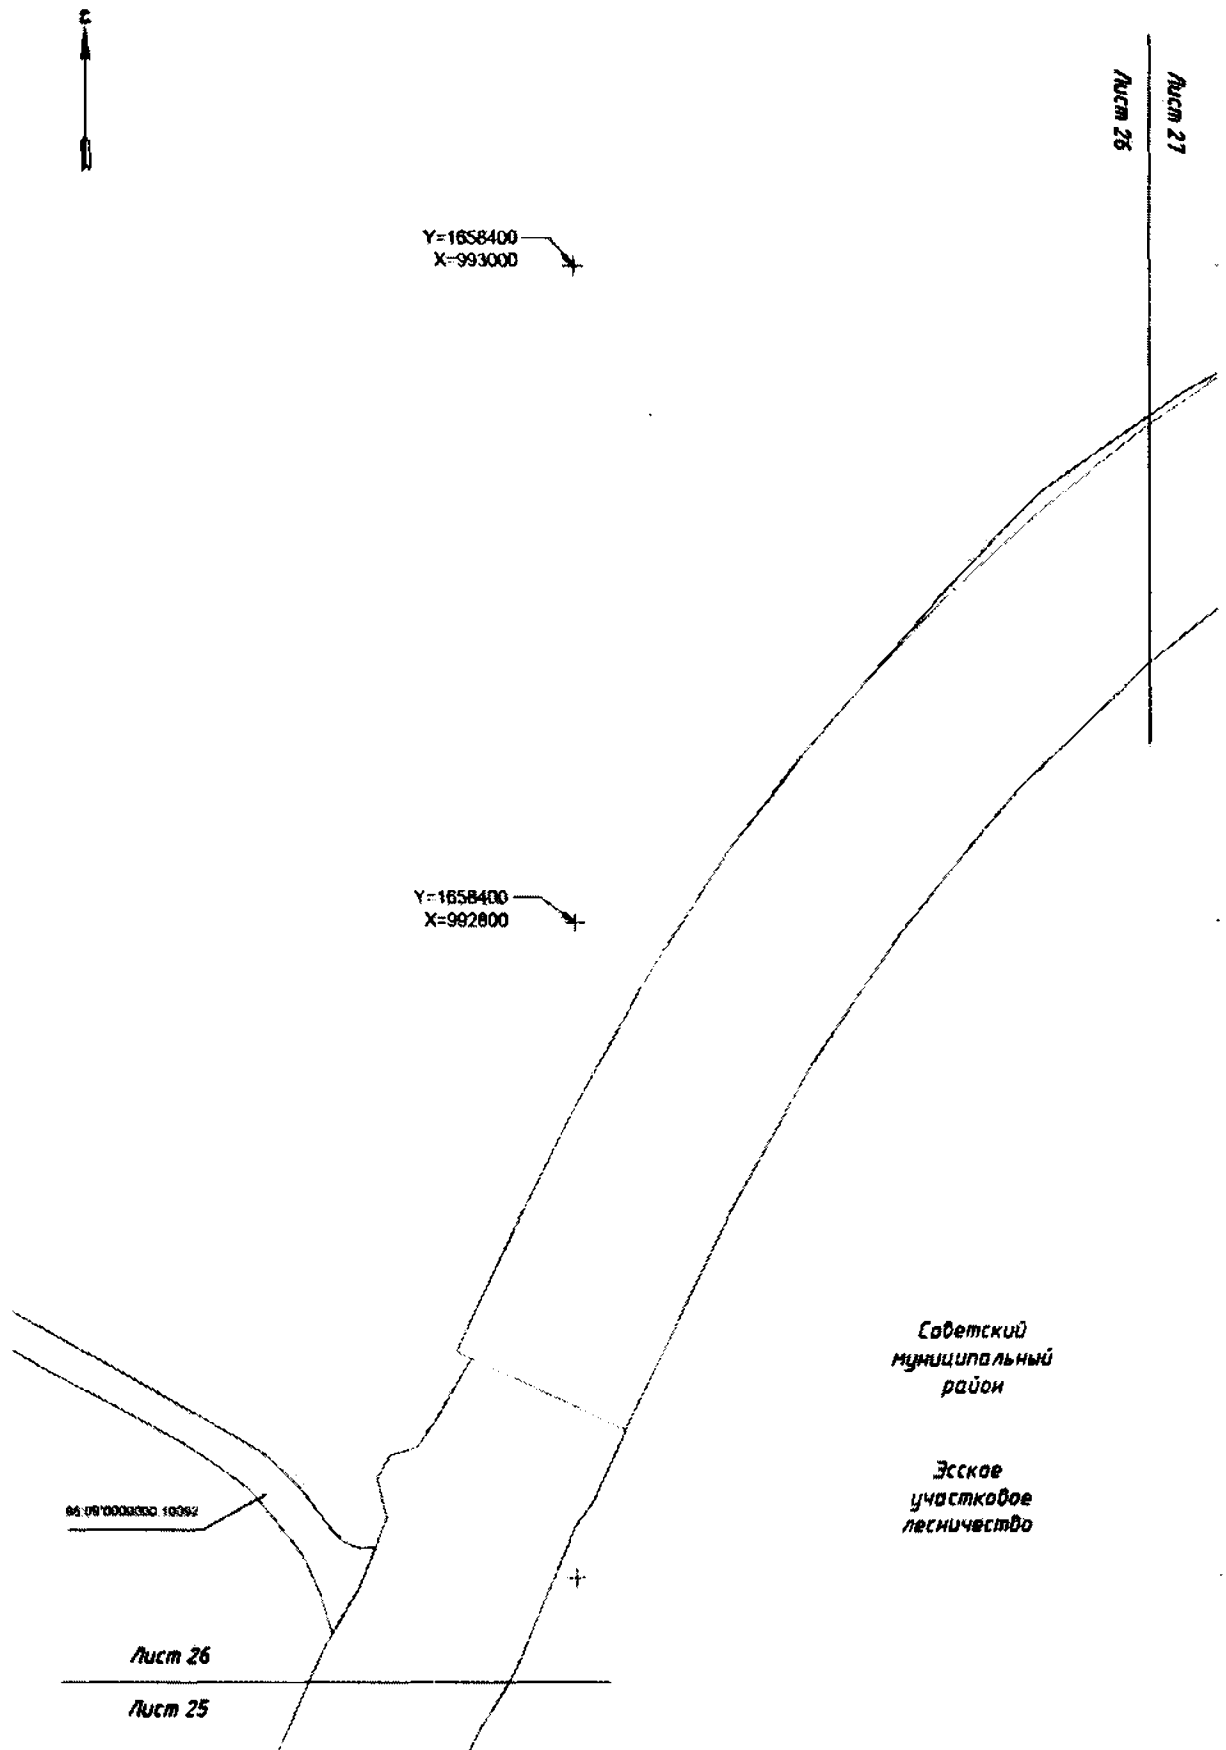 Лист 26
Лист 27
Y=1658400
X=993000
Y=1658400
X=992800
Советский
муниципальный
район
Эсское
участковое
лесничество
Лист 26
Лист 25